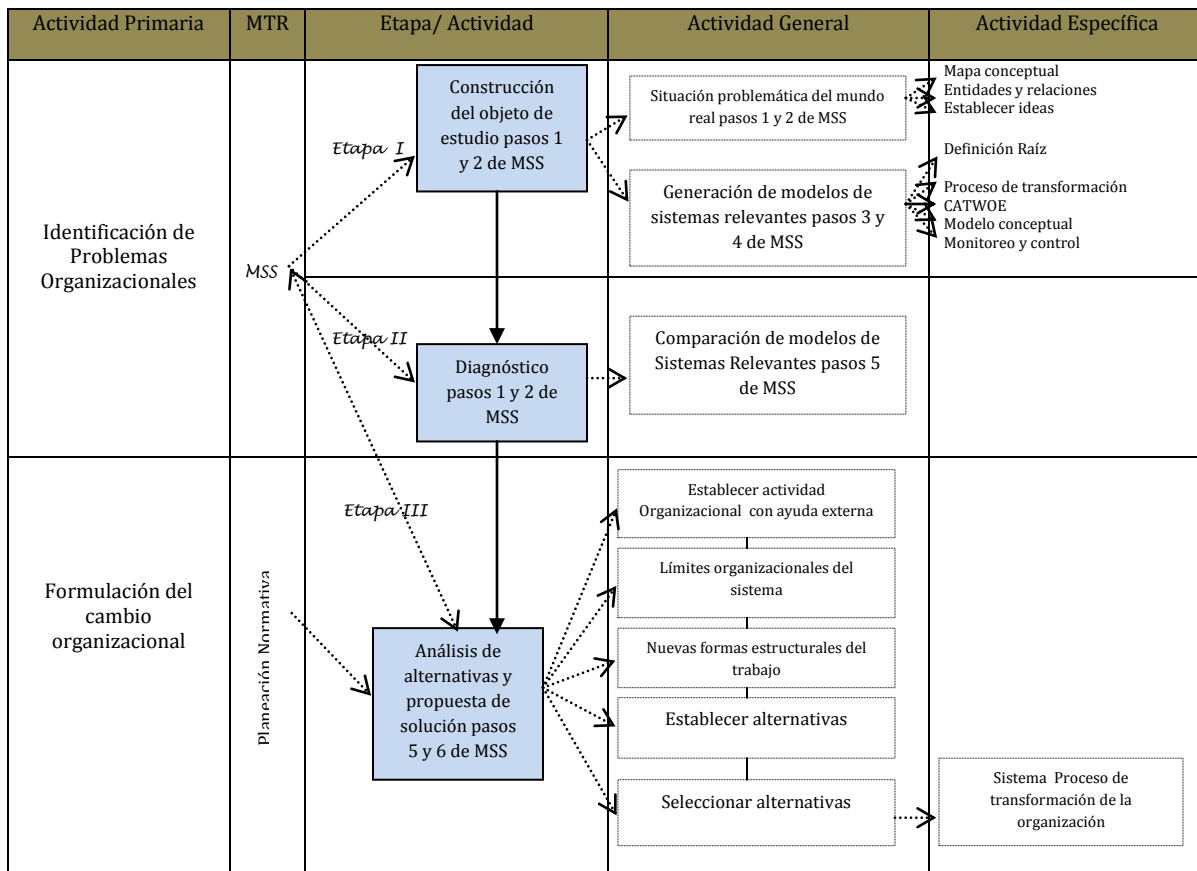 Actividad Primaria
MTR
Etapa/ Actividad
Actividad General
Actividad Específica
Identificación de
Problemas
Organizacionales
MSS
Etapa I
Construcción
del objeto de
estudio pasos 1
y 2 de MSS
Situación problemática del mundo
real pasos 1 y 2 de MSS
Mapa conceptual
Entidades y relaciones
Establecer ideas
Generación de modelos de
sistemas relevantes pasos 3 y
4 de MSS
Definición Raíz
Proceso de transformación
CATWOE
Modelo conceptual
Monitoreo y control
Etapa II
Diagnóstico
pasos 1 y 2 de
MSS
Comparación de modelos de
Sistemas Relevantes pasos 5
de MSS
Formulación del
cambio
organizacional
Planeación Normativa
Etapa III
Análisis de
alternativas y
propuesta de
solución pasos
5 y 6 de MSS
Establecer actividad
Organizacional con ayuda externa
Límites organizacionales del
sistema
Nuevas formas estructurales del
trabajo
Establecer alternativas
Seleccionar alternativas
Sistema Proceso de
transformación de la
organización